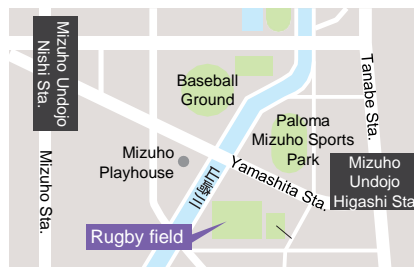 Mizuho Undojo
Nishi Sta.
Mizuho Sta.
Baseball
Ground
Tanabe Sta.
Paloma
Mizuho Sports
Park
Mizuho
Playhouse
山崎川
Yamashita Sta.
Mizuho
Undojo
Higashi Sta
Rugby field